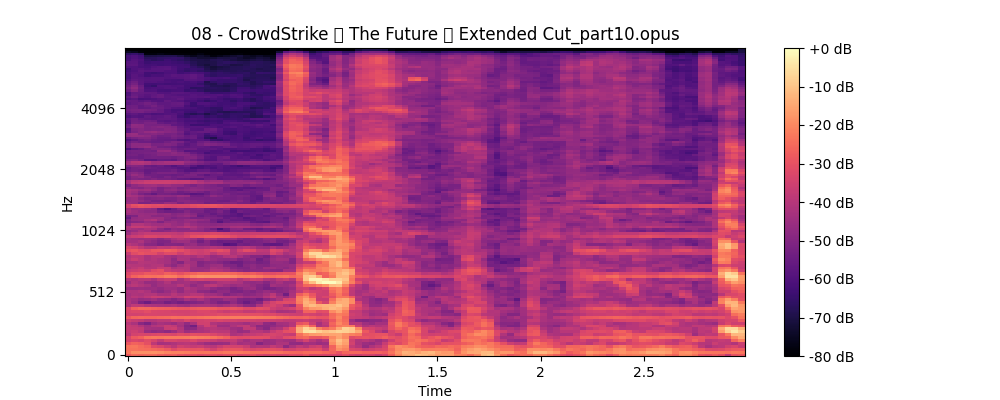 08 - CrowdStrike ▯ The Future ▯ Extended Cut_part10.opus
4096
2048
1024
512
0
Hz
0
0.5
1
1.5
2
2.5
Time
+0 dB
-10 dB
-20 dB
-30 dB
-40 dB
-50 dB
-60 dB
-70 dB
-80 dB